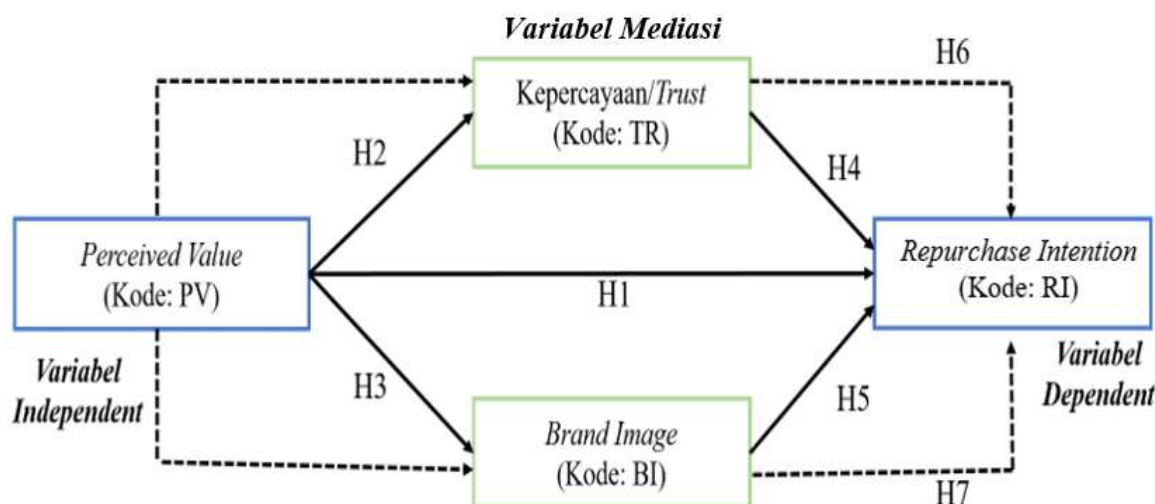 Variabel Mediasi
H6
Kepercayaan/Trust
(Kode: TR)
H2
H4
Perceived Value
(Kode: PV)
Repurchase Intention
(Kode: RI)
H1
Variabel
Independent
Variabel
Dependent
H3
H5
Brand Image
(Kode: BI)
H7